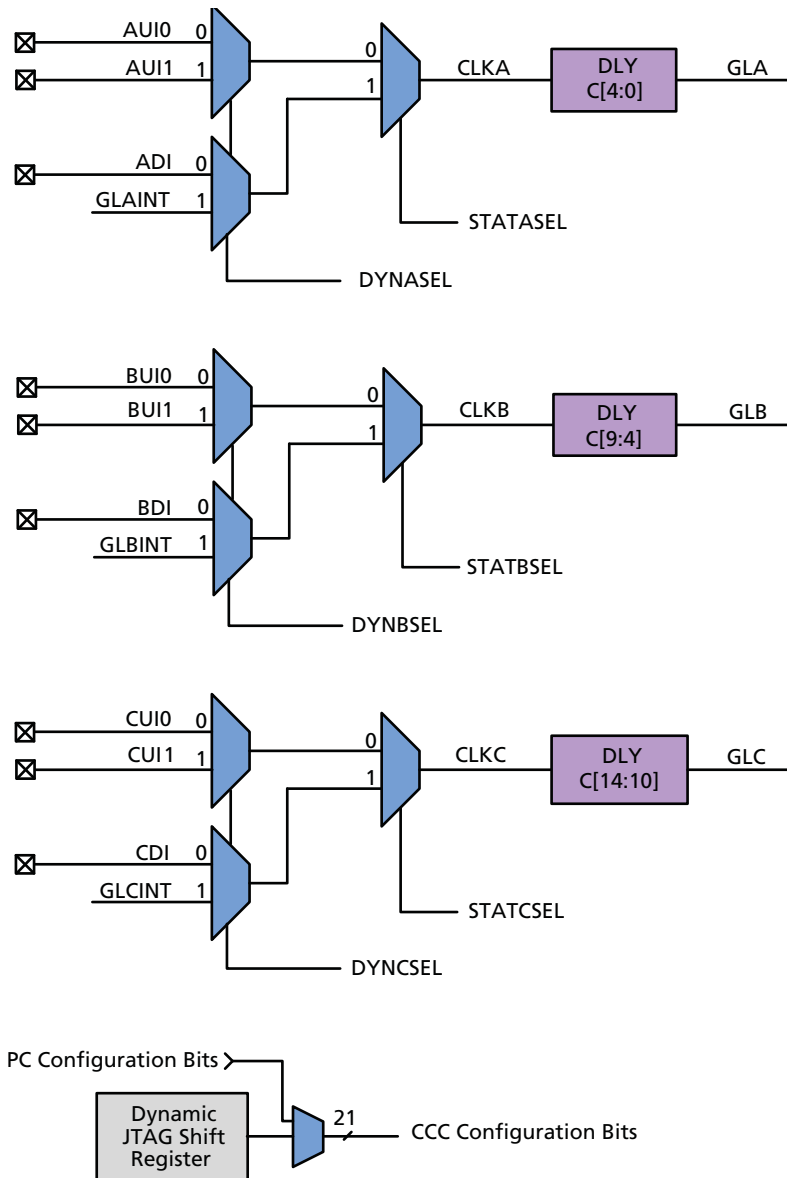 AUI0 0
AUI1 1
0
1
CLKA
DLY
C[4:0]
GLA
ADI 0
GLAINT 1
STATASEL
DYNASEL
BUI0 0
BUI1 1
0
1
CLKB
DLY
C[9:4]
GLB
BDI 0
GLBINT 1
STATBSEL
DYNBSEL
CUI0 0
CUI1 1
0
1
CLKC
DLY
C[14:10]
GLC
CDI 0
GLCINT 1
STATCSEL
DYNCSEL
PC Configuration Bits
Dynamic
JTAG Shift
Register
21
CCC Configuration Bits